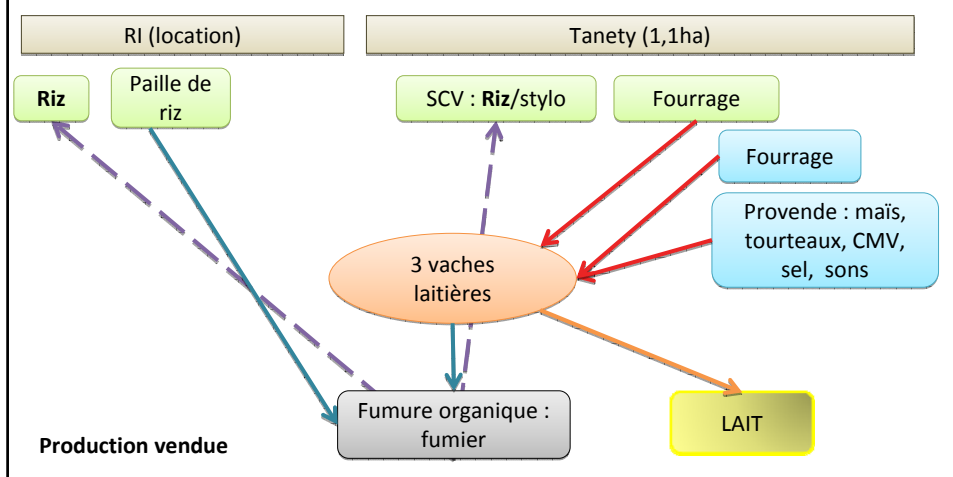 RI (location)
Tanety (1,1ha)
Riz
Paille de
riz
SCV : Riz/stylo
Fourrage
Fourrage
Provende : maïs,
tourteaux, CMV,
sel, sons
3 vaches
laitières
Fumure organique :
fumier
LAIT
Production vendue